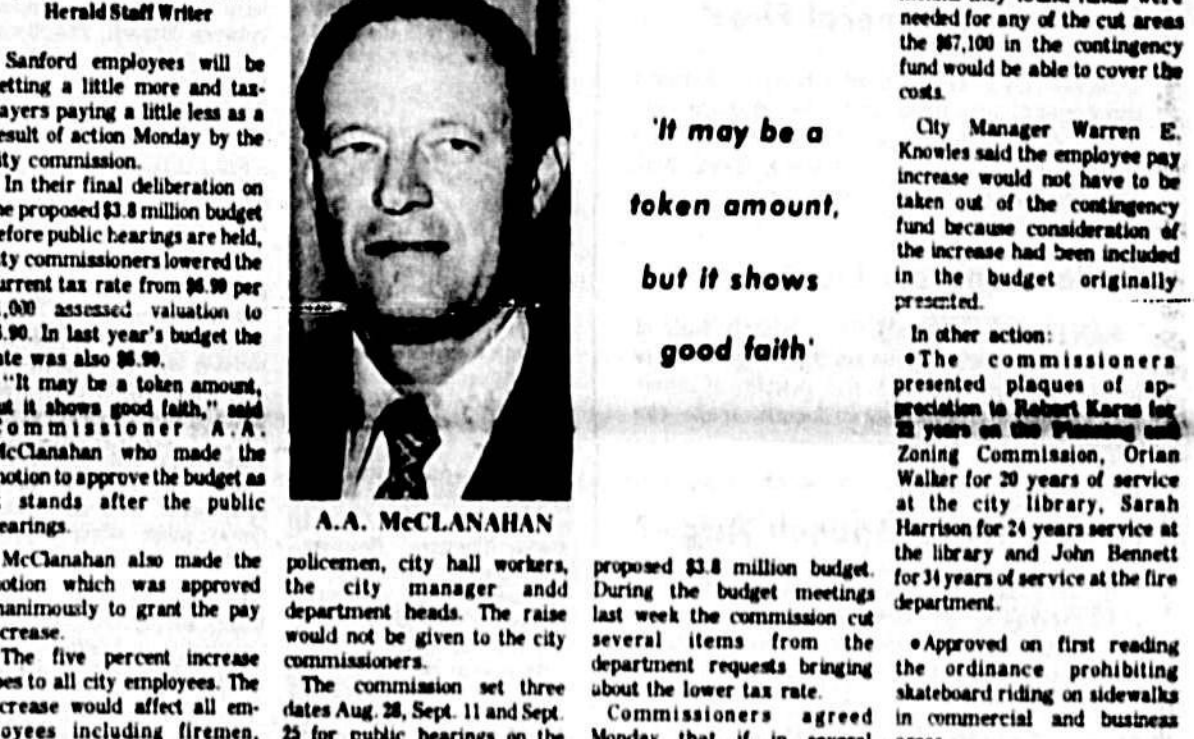 Herald Staff Writer
Sanford employees will be
etting a little more and tax-
ayers paying a little less as a
esult of action Monday by the
ity commission.
In their final deliberation on
he proposed $3.8 million budget
efore public hearings are held,
ty commissioners lowered the
urrent tax rate from per
,000 assessed valuation to
In last year's budget the
ate was also
"It may be a token amount,
ut it shows good faith," said
ommissioner A.A.
McClanahan who made the
otion to approve the budget as
t stands after the public
earings.
McClanahan also made the
otion which was approved
nanimously to grant the pay
crease.
The five percent increase
oes to all city employees. The
crease would affect all em-
oyees including firemen,
A.A. McCLANAHAN
policemen, city hall workers,
the city manager andd
department heads. The raise
would not be given to the city
commissioners.
The commission set three
dates Aug. 28, Sept. 11 and Sept.
25 for public hearings on the
'It may be a
token amount,
but it shows
good faith'
proposed $3.8 million budget.
During the budget meetings
last week the commission cut
several items from the
department requests bringing
about the lower tax rate.
Commissioners agreed
Monday that if in several
needed for any of the cut areas
the $67,100 in the contingency
fund would be able to cover the
costs.
City Manager Warren E.
Knowles said the employee pay
increase would not have to be
taken out of the contingency
fund because consideration of
the increase had been included
in the budget originally
presented.
In other action:
•The commissioners
presented plaques of ap-
preciation to Robert Karns for
years on the Planning and
Zoning Commission, Orian
Walker for 20 years of service
at the city library, Sarah
Harrison for 24 years service at
the library and John Bennett
for 34 years of service at the fire
department.
•Approved on first reading
the ordinance prohibiting
skateboard riding on sidewalks
in commercial and business